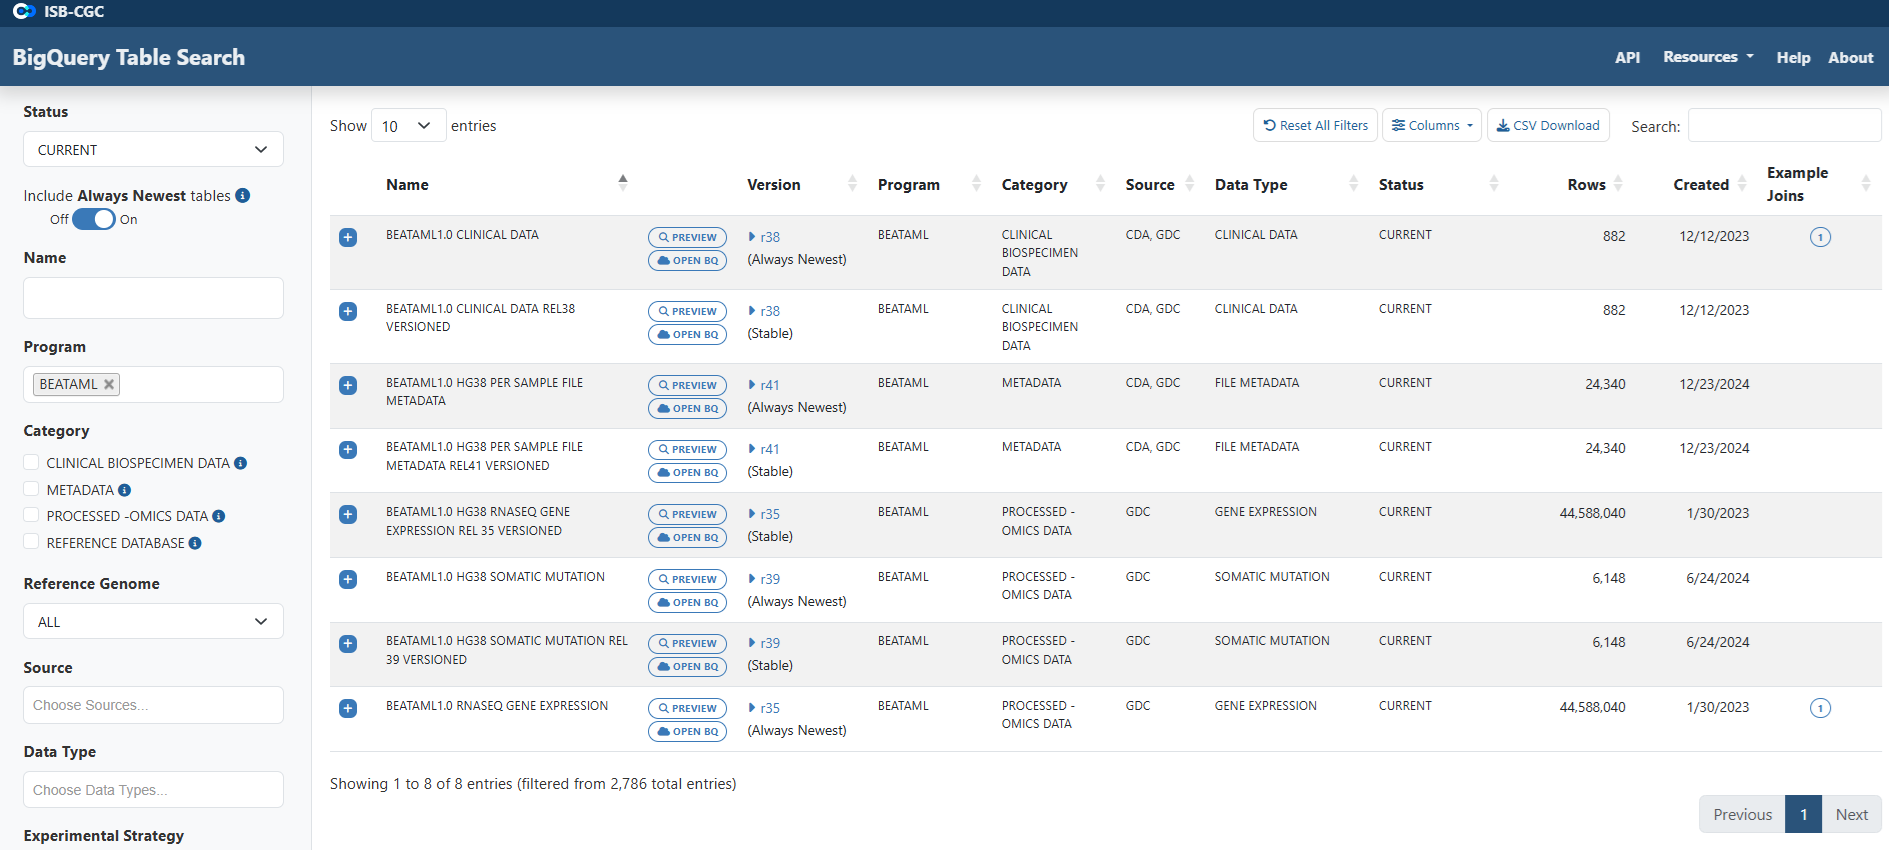 ISB-CGC
BigQuery Table Search
API Resources Help About
Status
CURRENT
Include Always Newest tables
Off On
Name
Program
BEATAML
Category
CLINICAL BIOSPECIMEN DATA
METADATA
PROCESSED -OMICS DATA
REFERENCE DATABASE
Reference Genome
ALL
Source
Choose Sources...
Data Type
Choose Data Types...
Experimental Strategy
Show 10 entries
Reset All Filters Columns CSV Download Search:
Name Version Program Category Source Data Type Status Rows Created Example Joins
BEATAML1.0 CLINICAL DATA PREVIEW OPEN BQ r38 (Always Newest) BEATAML CLINICAL BIOSPECIMEN DATA CDA, GDC CLINICAL DATA CURRENT 882 12/12/2023 1
BEATAML1.0 CLINICAL DATA REL38 VERSIONED PREVIEW OPEN BQ r38 (Stable) BEATAML CLINICAL BIOSPECIMEN DATA CDA, GDC CLINICAL DATA CURRENT 882 12/12/2023
BEATAML1.0 HG38 PER SAMPLE FILE METADATA PREVIEW OPEN BQ r41 (Always Newest) BEATAML METADATA CDA, GDC FILE METADATA CURRENT 24,340 12/23/2024
BEATAML1.0 HG38 PER SAMPLE FILE METADATA REL41 VERSIONED PREVIEW OPEN BQ r41 (Stable) BEATAML METADATA CDA, GDC FILE METADATA CURRENT 24,340 12/23/2024
BEATAML1.0 HG38 RNASEQ GENE EXPRESSION REL 35 VERSIONED PREVIEW OPEN BQ r35 (Stable) BEATAML PROCESSED -OMICS DATA GDC GENE EXPRESSION CURRENT 44,588,040 1/30/2023
BEATAML1.0 HG38 SOMATIC MUTATION PREVIEW OPEN BQ r39 (Always Newest) BEATAML PROCESSED -OMICS DATA GDC SOMATIC MUTATION CURRENT 6,148 6/24/2024
BEATAML1.0 HG38 SOMATIC MUTATION REL 39 VERSIONED PREVIEW OPEN BQ r39 (Stable) BEATAML PROCESSED -OMICS DATA GDC SOMATIC MUTATION CURRENT 6,148 6/24/2024
BEATAML1.0 RNASEQ GENE EXPRESSION PREVIEW OPEN BQ r35 (Always Newest) BEATAML PROCESSED -OMICS DATA GDC GENE EXPRESSION CURRENT 44,588,040 1/30/2023 1
Showing 1 to 8 of 8 entries (filtered from 2,786 total entries)
Previous 1 Next